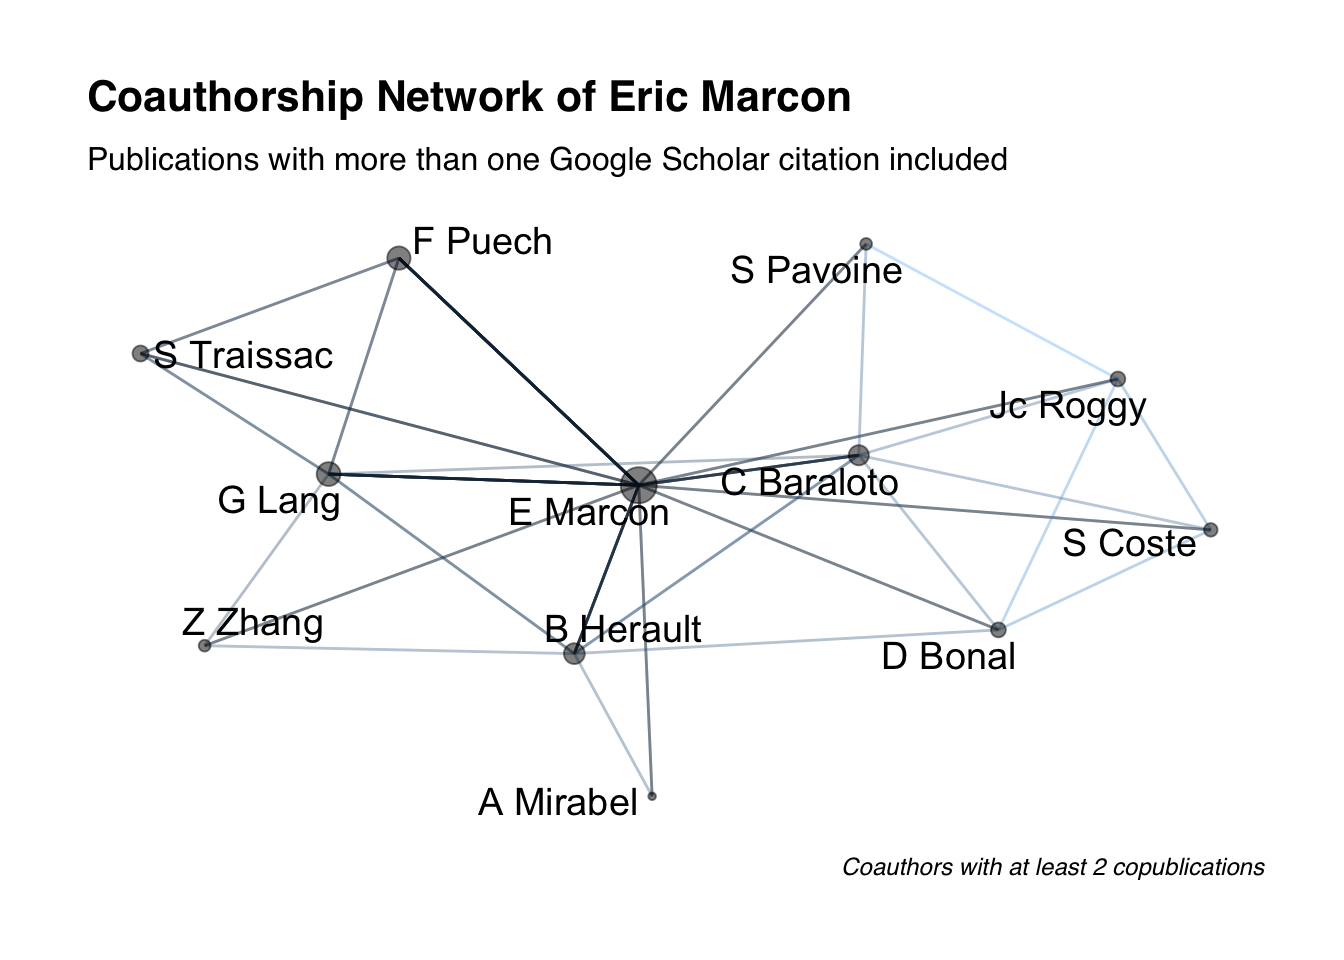 Coauthorship Network of Eric Marcon
Publications with more than one Google Scholar citation included
F Puech
S Pavoine
S Traissac
Jc Roggy
C Baraloto
G Lang
E Marcon
S Coste
Z Zhang
B Herault
D Bonal
A Mirabel
Coauthors with at least 2 copublications